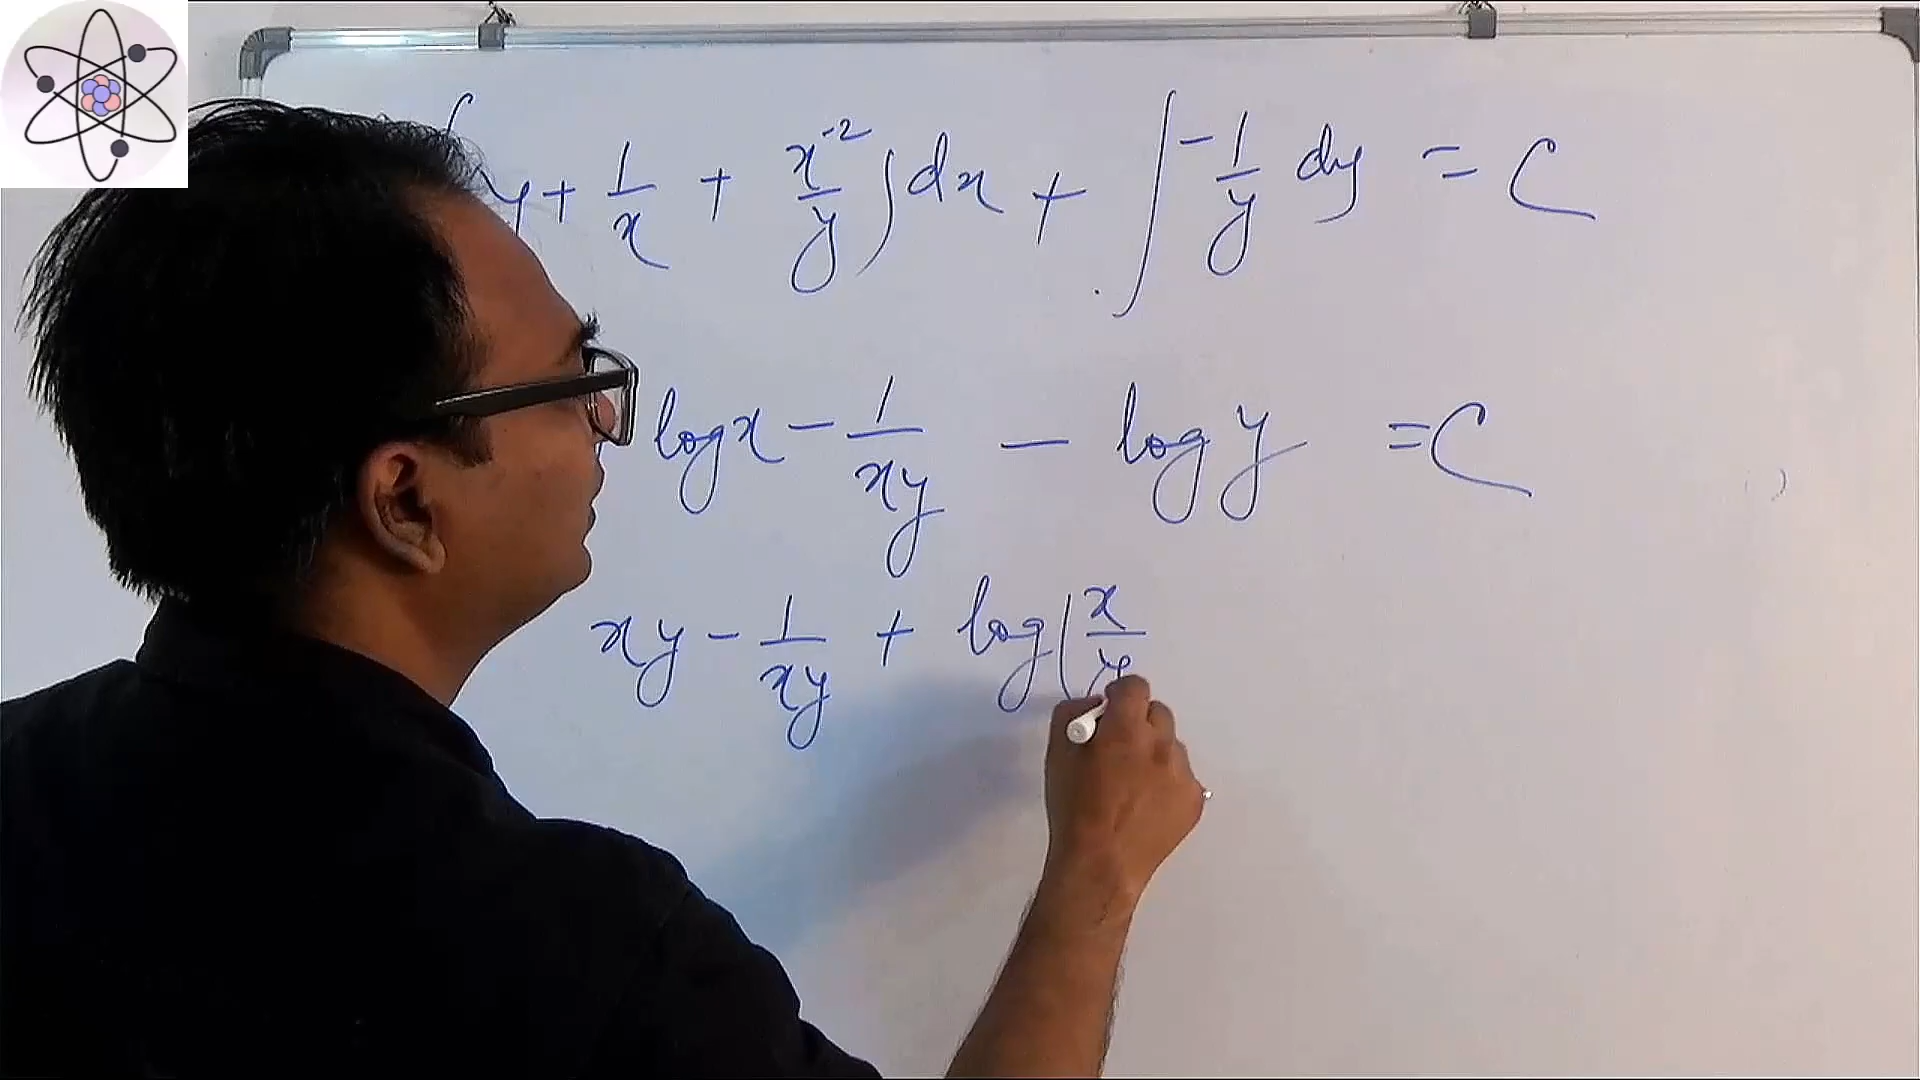 ∫ y + 1/x + x^-2/y) dx + ∫ - 1/y dy = C
log x - 1/xy - log y = C
xy - 1/xy + log(x/y